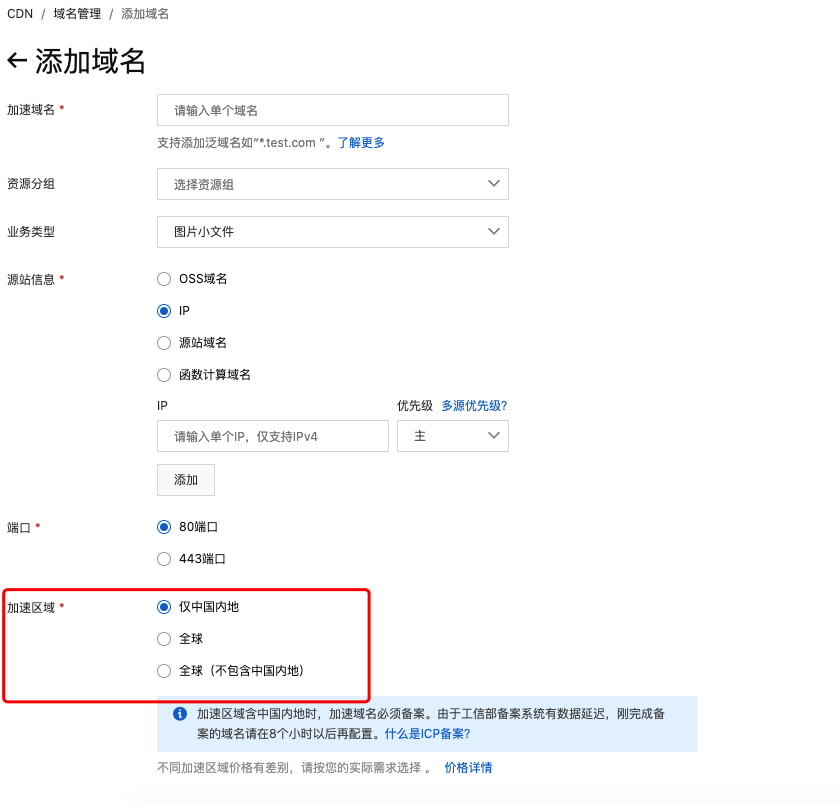 CDN / 域名管理 / 添加域名
←添加域名
加速域名 *
请输入单个域名
支持添加泛域名如“*.test.com ”。了解更多
资源分组
选择资源组
业务类型
图片小文件
源站信息 *
OSS域名
IP
源站域名
函数计算域名
IP 优先级 多源优先级?
请输入单个IP，仅支持IPv4 主
添加
端口 *
80端口
443端口
加速区域 *
仅中国内地
全球
全球（不包含中国内地）
加速区域含中国内地时，加速域名必须备案。由于工信部备案系统有数据延迟，刚完成备
案的域名请在8个小时以后再配置。什么是ICP备案?
不同加速区域价格有差别，请按您的实际需求选择 。 价格详情